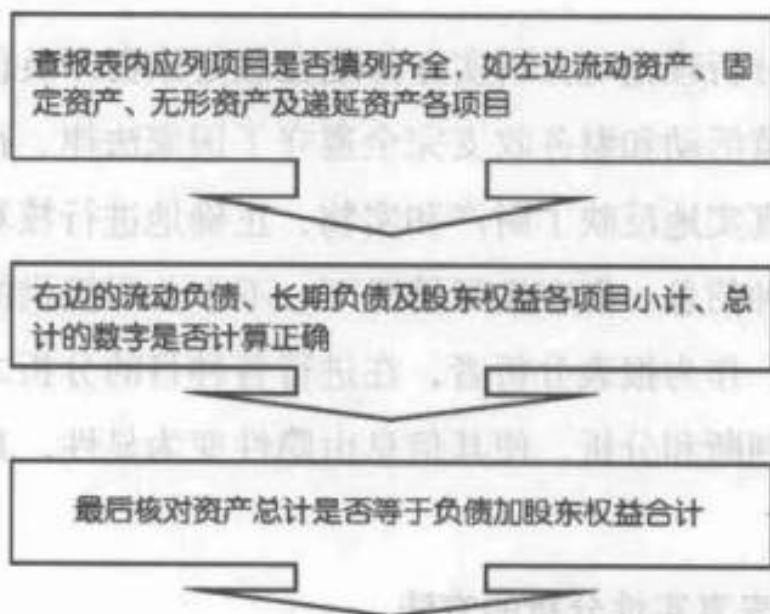 查报表内应列项目是否填列齐全，如左边流动资产、固
定资产、无形资产及递延资产各项目
右边的流动负债、长期负债及股东权益各项目小计、总
计的数字是否计算正确
最后核对资产总计是否等于负债加股东权益合计